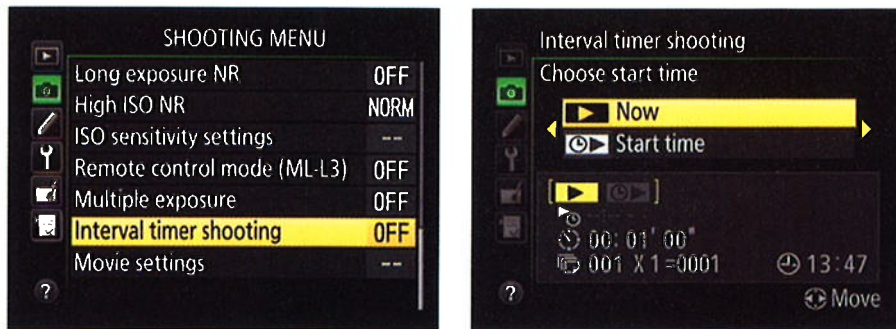 SHOOTING MENU
Long exposure NR OFF
High ISO NR NORM
ISO sensitivity settings --
Remote control mode (ML-L3) OFF
Multiple exposure OFF
Interval timer shooting OFF
Movie settings --
?
Interval timer shooting
Choose start time
Now
Start time
--:--
00:01'00"
001 X 1=0001 13:47
? Move